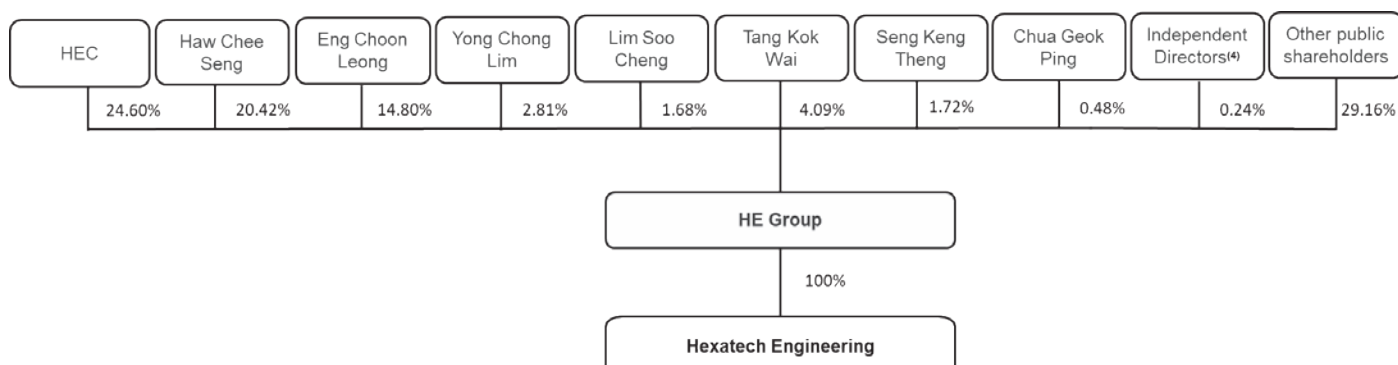 HEC
Haw Chee
Seng
Eng Choon
Leong
Yong Chong
Lim
Lim Soo
Cheng
Tang Kok
Wai
Seng Keng
Theng
Chua Geok
Ping
Independent
Directors(4)
Other public
shareholders
24.60%
20.42%
14.80%
2.81%
1.68%
4.09%
1.72%
0.48%
0.24%
29.16%
HE Group
100%
Hexatech Engineering